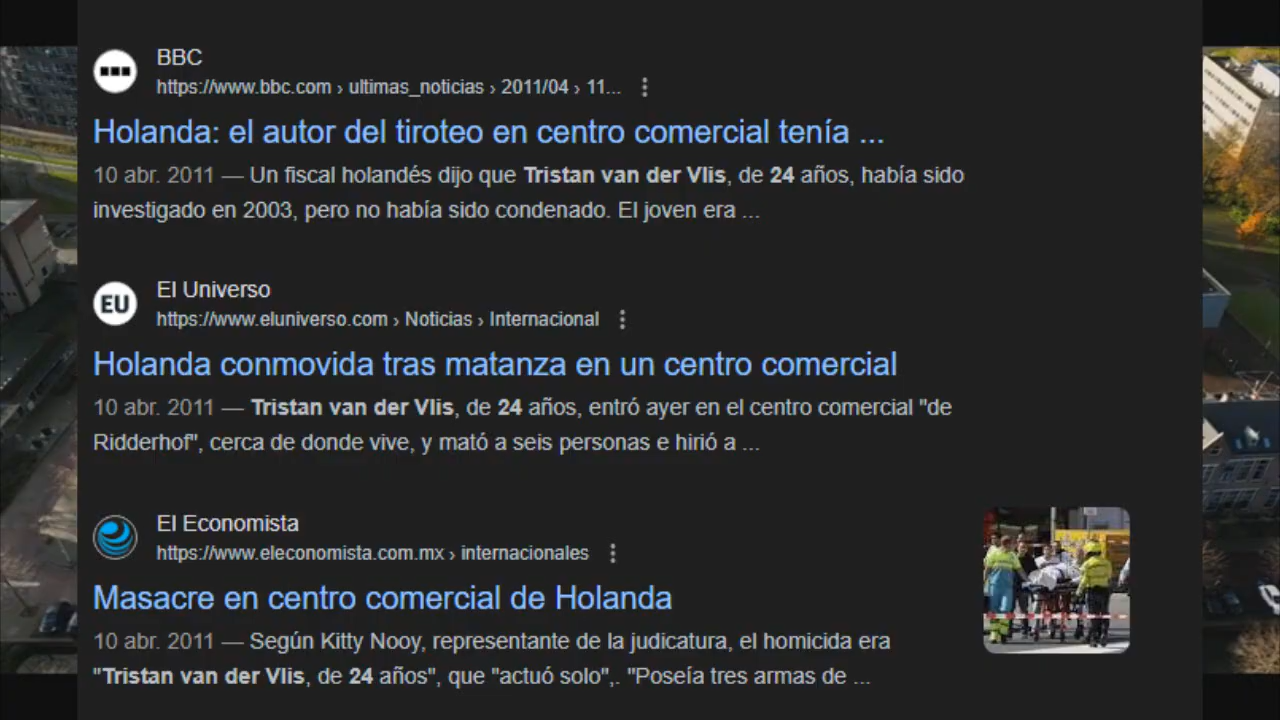 BBC
https://www.bbc.com › ultimas_noticias › 2011/04 › 11...
Holanda: el autor del tiroteo en centro comercial tenía ...
10 abr. 2011 — Un fiscal holandés dijo que Tristan van der Vlis, de 24 años, había sido
investigado en 2003, pero no había sido condenado. El joven era ...
EU
El Universo
https://www.eluniverso.com › Noticias › Internacional
Holanda conmovida tras matanza en un centro comercial
10 abr. 2011 — Tristan van der Vlis, de 24 años, entró ayer en el centro comercial "de
Ridderhof", cerca de donde vive, y mató a seis personas e hirió a ...
El Economista
https://www.eleconomista.com.mx › internacionales
Masacre en centro comercial de Holanda
10 abr. 2011 — Según Kitty Nooy, representante de la judicatura, el homicida era
"Tristan van der Vlis, de 24 años", que "actuó solo",. "Poseía tres armas de ...